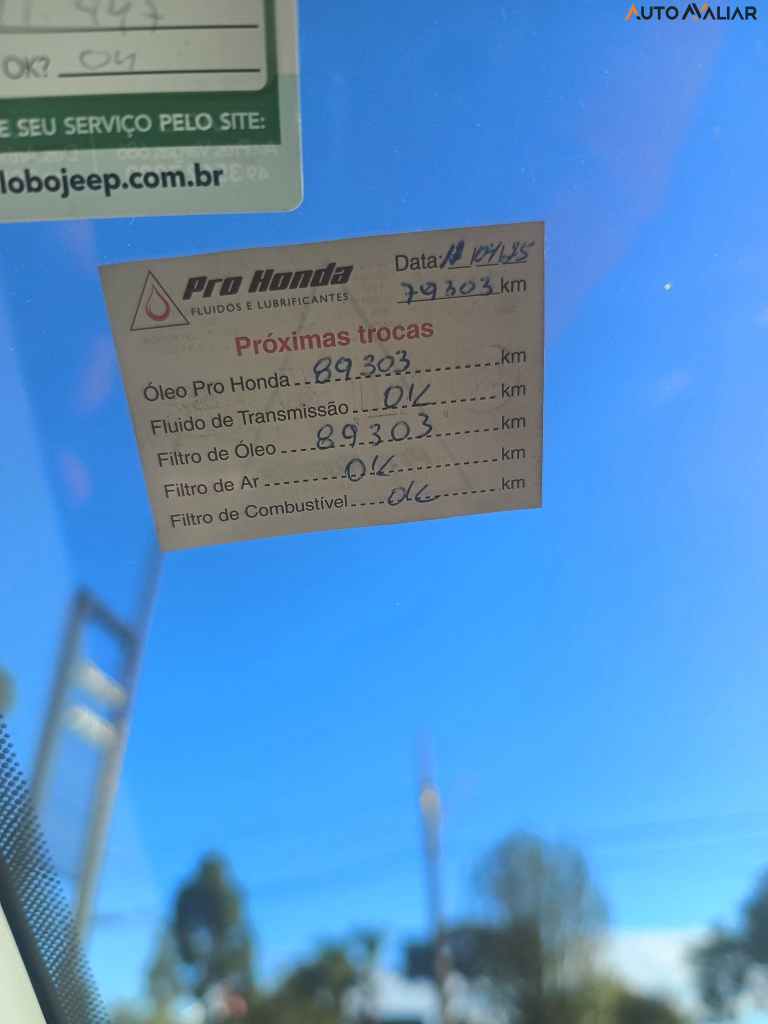 AUTO AVALIAR
447
OK? OK
E SEU SERVIÇO PELO SITE:
lobojeep.com.br
Pro Honda
FLUIDOS E LUBRIFICANTES
Data: /04/25
79303 km
Próximas trocas
Óleo Pro Honda 89303 km
Fluido de Transmissão OK km
Filtro de Óleo 89303 km
Filtro de Ar OK km
Filtro de Combustível OK km